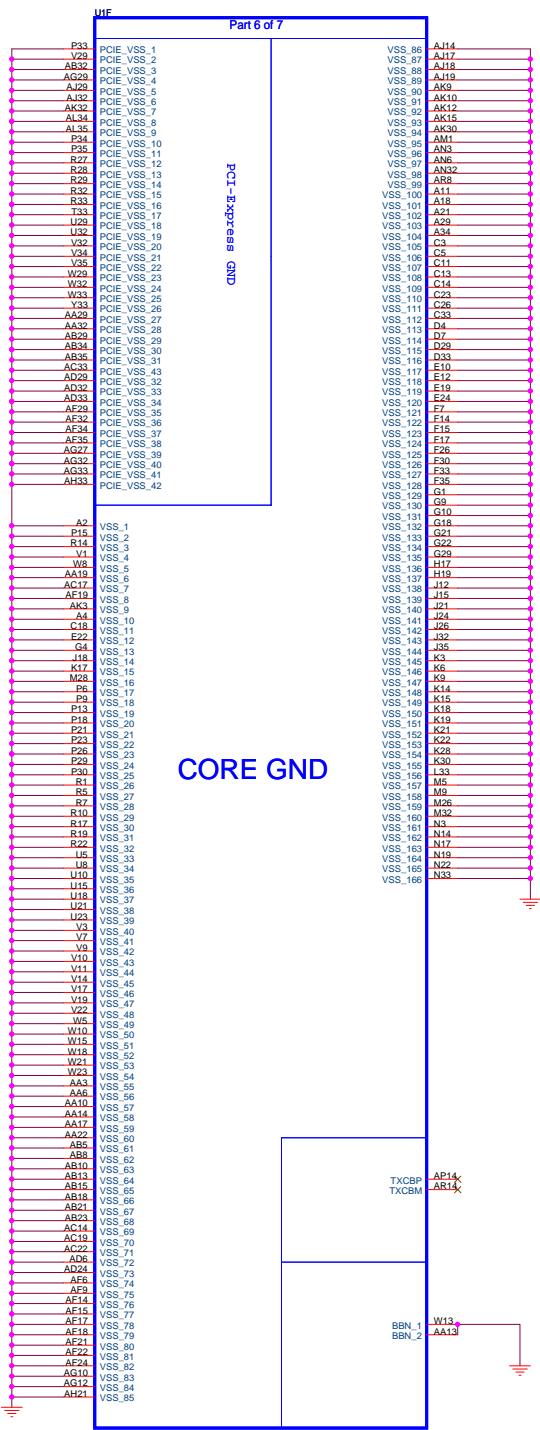 U1F
Part 6 of 7
P33 PCIE_VSS_1
V29 PCIE_VSS_2
AB32 PCIE_VSS_3
AG29 PCIE_VSS_4
AJ29 PCIE_VSS_5
AJ32 PCIE_VSS_6
AK32 PCIE_VSS_7
AL34 PCIE_VSS_8
AL35 PCIE_VSS_9
P34 PCIE_VSS_10
P35 PCIE_VSS_11
R27 PCIE_VSS_12
R28 PCIE_VSS_13
R29 PCIE_VSS_14
R32 PCIE_VSS_15
R33 PCIE_VSS_16
T33 PCIE_VSS_17
U29 PCIE_VSS_18
U32 PCIE_VSS_19
V32 PCIE_VSS_20
V34 PCIE_VSS_21
V35 PCIE_VSS_22
W29 PCIE_VSS_23
W32 PCIE_VSS_24
W33 PCIE_VSS_25
Y33 PCIE_VSS_26
AA29 PCIE_VSS_27
AA32 PCIE_VSS_28
AB29 PCIE_VSS_29
AB34 PCIE_VSS_30
AB35 PCIE_VSS_31
AC33 PCIE_VSS_43
AD29 PCIE_VSS_32
AD32 PCIE_VSS_33
AD33 PCIE_VSS_34
AF29 PCIE_VSS_35
AF32 PCIE_VSS_36
AF34 PCIE_VSS_37
AF35 PCIE_VSS_38
AG27 PCIE_VSS_39
AG32 PCIE_VSS_40
AG33 PCIE_VSS_41
AH33 PCIE_VSS_42
PCI-Express GND
A2 VSS_1
P15 VSS_2
R14 VSS_3
V1 VSS_4
W8 VSS_5
AA19 VSS_6
AC17 VSS_7
AF19 VSS_8
AK3 VSS_9
A4 VSS_10
C18 VSS_11
E22 VSS_12
G4 VSS_13
J18 VSS_14
K17 VSS_15
M28 VSS_16
P6 VSS_17
P9 VSS_18
P13 VSS_19
P18 VSS_20
P21 VSS_21
P23 VSS_22
P26 VSS_23
P29 VSS_24
P30 VSS_25
R1 VSS_26
R5 VSS_27
R7 VSS_28
R10 VSS_29
R17 VSS_30
R19 VSS_31
R22 VSS_32
U5 VSS_33
U8 VSS_34
U10 VSS_35
U15 VSS_36
U18 VSS_37
U21 VSS_38
U23 VSS_39
V3 VSS_40
V7 VSS_41
V9 VSS_42
V10 VSS_43
V11 VSS_44
V14 VSS_45
V17 VSS_46
V19 VSS_47
V22 VSS_48
W5 VSS_49
W10 VSS_50
W15 VSS_51
W18 VSS_52
W21 VSS_53
W23 VSS_54
AA3 VSS_55
AA6 VSS_56
AA10 VSS_57
AA14 VSS_58
AA17 VSS_59
AA22 VSS_60
AB5 VSS_61
AB8 VSS_62
AB10 VSS_63
AB13 VSS_64
AB15 VSS_65
AB18 VSS_66
AB21 VSS_67
AB23 VSS_68
AC14 VSS_69
AC19 VSS_70
AC22 VSS_71
AD6 VSS_72
AD24 VSS_73
AF6 VSS_74
AF9 VSS_75
AF14 VSS_76
AF15 VSS_77
AF17 VSS_78
AF18 VSS_79
AF21 VSS_80
AF22 VSS_81
AF24 VSS_82
AG10 VSS_83
AG12 VSS_84
AH21 VSS_85
CORE GND
VSS_86 AJ14
VSS_87 AJ17
VSS_88 AJ18
VSS_89 AJ19
VSS_90 AK9
VSS_91 AK10
VSS_92 AK12
VSS_93 AK15
VSS_94 AK30
VSS_95 AM1
VSS_96 AN3
VSS_97 AN6
VSS_98 AN32
VSS_99 AR8
VSS_100 A11
VSS_101 A18
VSS_102 A21
VSS_103 A29
VSS_104 A34
VSS_105 C3
VSS_106 C5
VSS_107 C11
VSS_108 C13
VSS_109 C14
VSS_110 C23
VSS_111 C26
VSS_112 C33
VSS_113 D4
VSS_114 D7
VSS_115 D29
VSS_116 D33
VSS_117 E10
VSS_118 E12
VSS_119 E19
VSS_120 E24
VSS_121 F7
VSS_122 F14
VSS_123 F15
VSS_124 F17
VSS_125 F26
VSS_126 F30
VSS_127 F33
VSS_128 F35
VSS_129 G1
VSS_130 G9
VSS_131 G10
VSS_132 G18
VSS_133 G21
VSS_134 G22
VSS_135 G29
VSS_136 H17
VSS_137 H19
VSS_138 J12
VSS_139 J15
VSS_140 J21
VSS_141 J24
VSS_142 J26
VSS_143 J32
VSS_144 J35
VSS_145 K3
VSS_146 K6
VSS_147 K9
VSS_148 K14
VSS_149 K15
VSS_150 K18
VSS_151 K19
VSS_152 K21
VSS_153 K22
VSS_154 K28
VSS_155 K30
VSS_156 L33
VSS_157 M5
VSS_158 M9
VSS_159 M26
VSS_160 M32
VSS_161 N3
VSS_162 N14
VSS_163 N17
VSS_164 N19
VSS_165 N22
VSS_166 N33
TXCBP AP14
TXCBM AR14
BBN_1 W13
BBN_2 AA13